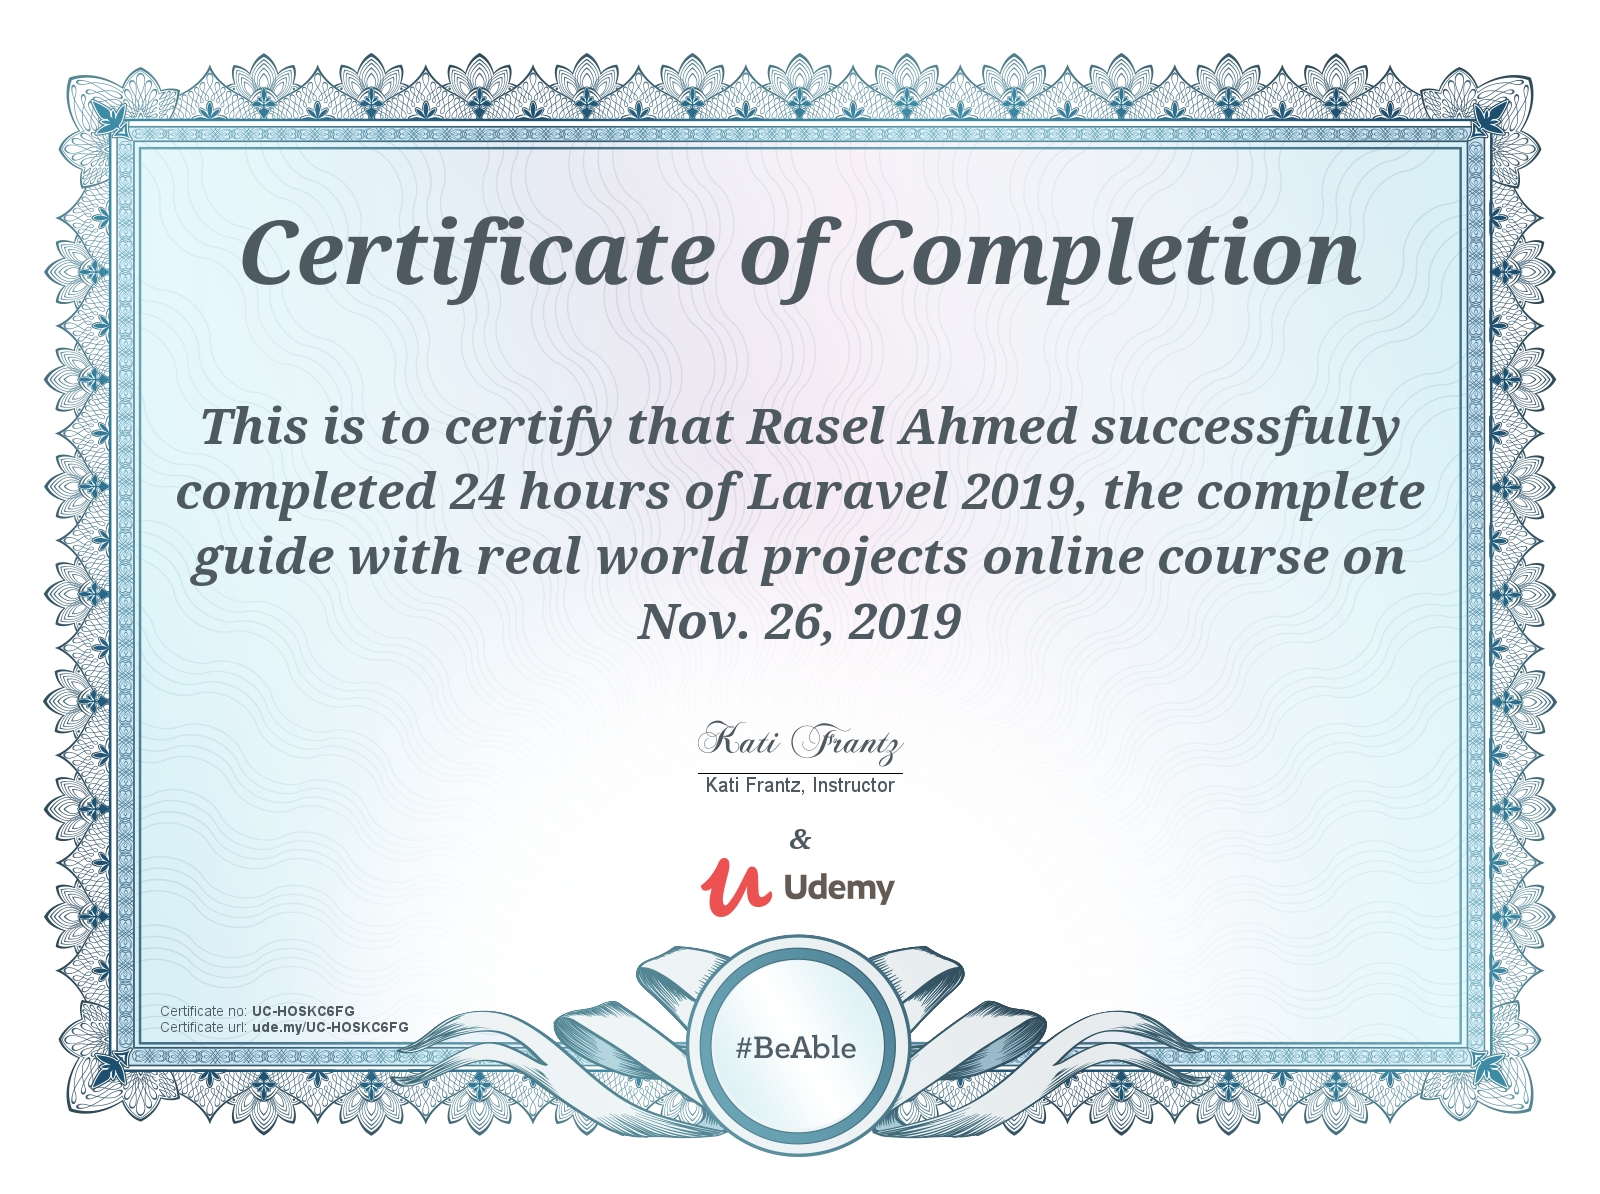 Certificate of Completion
This is to certify that Rasel Ahmed successfully
completed 24 hours of Laravel 2019, the complete
guide with real world projects online course on
Nov. 26, 2019
Kati Frantz
Kati Frantz, Instructor
&
Udemy
Certificate no: UC-HOSKC6FG
Certificate url: ude.my/UC-HOSKC6FG
#BeAble